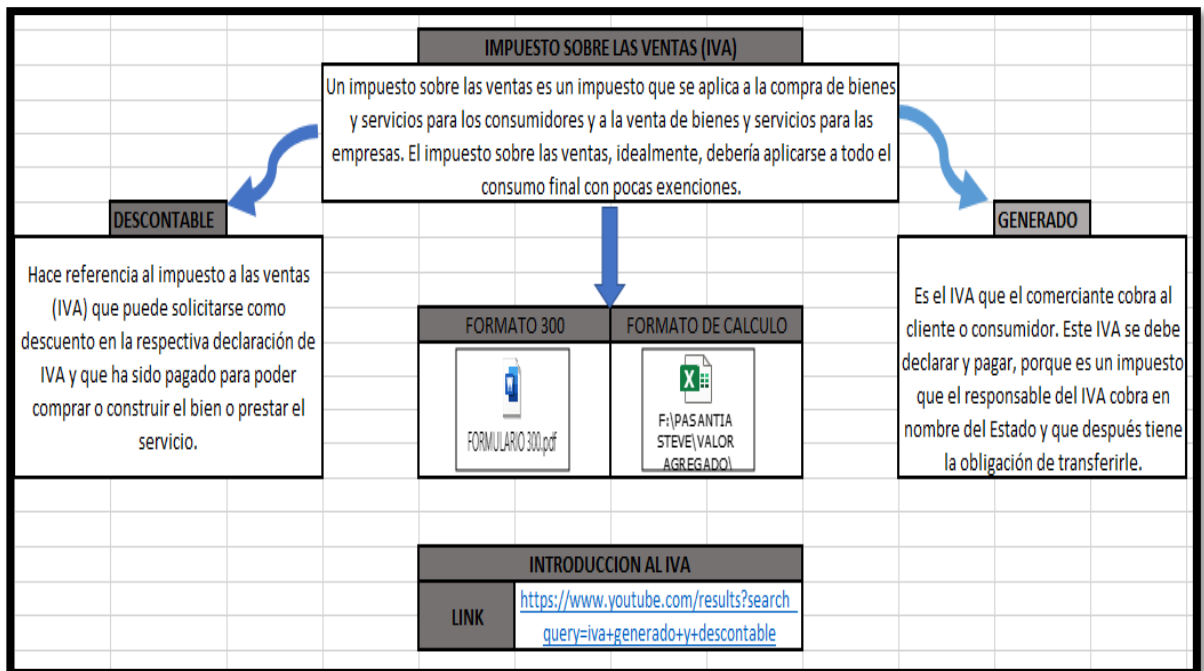 IMPUESTO SOBRE LAS VENTAS (IVA)
Un impuesto sobre las ventas es un impuesto que se aplica a la compra de bienes
y servicios para los consumidores y a la venta de bienes y servicios para las
empresas. El impuesto sobre las ventas, idealmente, debería aplicarse a todo el
consumo final con pocas exenciones.
DESCONTABLE
Hace referencia al impuesto a las ventas
(IVA) que puede solicitarse como
descuento en la respectiva declaración de
IVA y que ha sido pagado para poder
comprar o construir el bien o prestar el
servicio.
FORMATO 300
FORMULARIO 300.pdf
FORMATO DE CALCULO
F:\PASANTIA
STEVE\VALOR
AGREGADO\
GENERADO
Es el IVA que el comerciante cobra al
cliente o consumidor. Este IVA se debe
declarar y pagar, porque es un impuesto
que el responsable del IVA cobra en
nombre del Estado y que después tiene
la obligación de transferirle.
INTRODUCCION AL IVA
LINK
https://www.youtube.com/results?search_
query=iva+generado+y+descontable